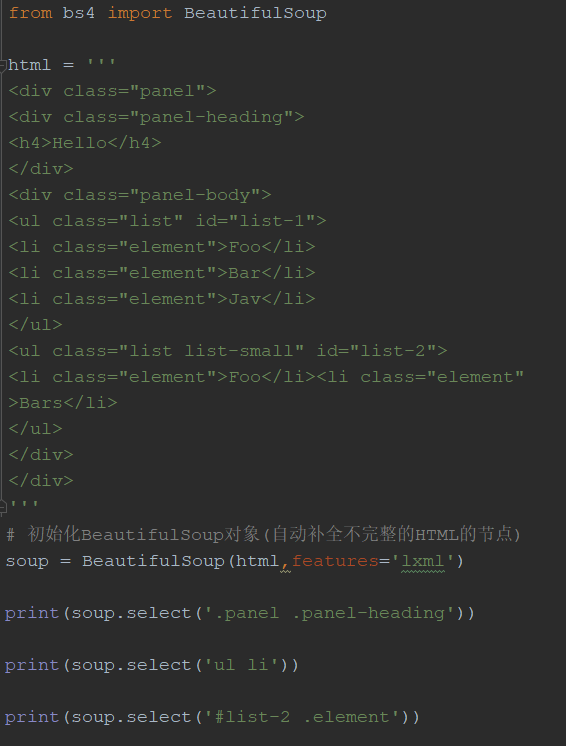 from bs4 import BeautifulSoup
html = '''
<div class="panel">
<div class="panel-heading">
<h4>Hello</h4>
</div>
<div class="panel-body">
<ul class="list" id="list-1">
<li class="element">Foo</li>
<li class="element">Bar</li>
<li class="element">Jav</li>
</ul>
<ul class="list list-small" id="list-2">
<li class="element">Foo</li><li class="element"
>Bars</li>
</ul>
</div>
</div>
'''
# 初始化BeautifulSoup对象(自动补全不完整的HTML的节点)
soup = BeautifulSoup(html,features='lxml')
print(soup.select('.panel .panel-heading'))
print(soup.select('ul li'))
print(soup.select('#list-2 .element'))